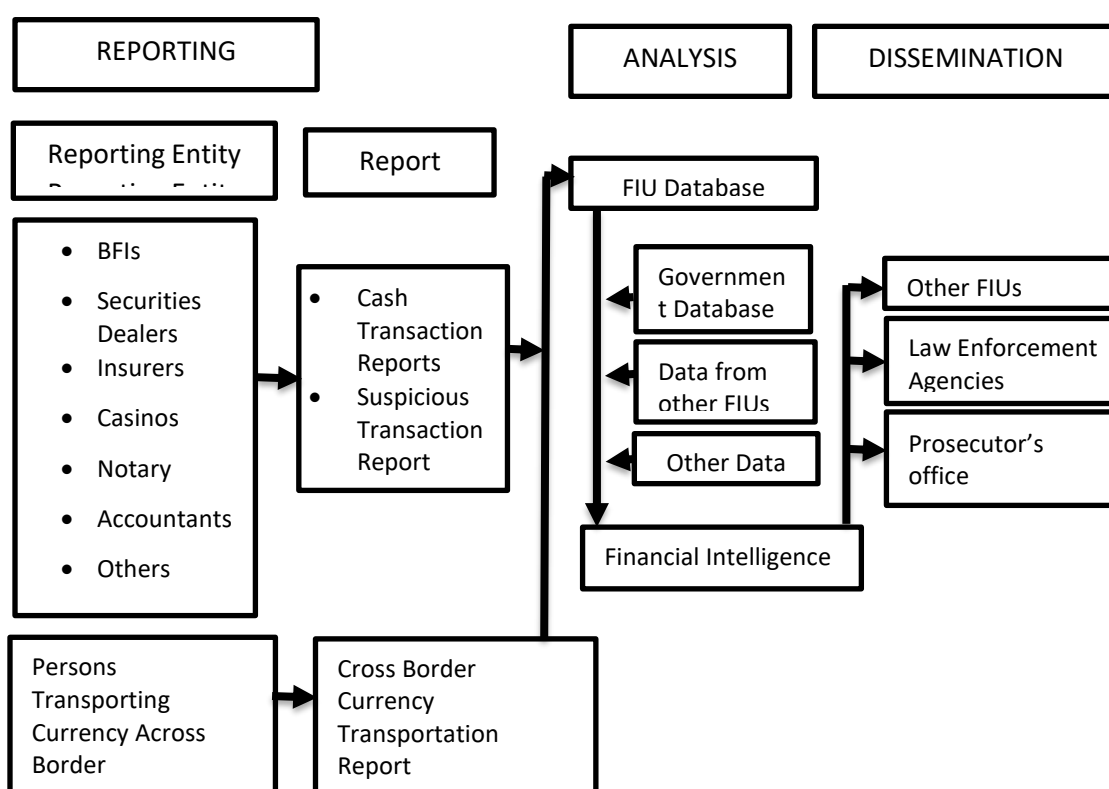 REPORTING
ANALYSIS
DISSEMINATION
Reporting Entity
Reporting Entity
Report
FIU Database
• BFIs
• Securities
Dealers
• Insurers
• Casinos
• Notary
• Accountants
• Others
• Cash
Transaction
Reports
• Suspicious
Transaction
Report
Governmen
t Database
Data from
other FIUs
Other Data
Financial Intelligence
Other FIUs
Law Enforcement
Agencies
Prosecutor’s
office
Persons
Transporting
Currency Across
Border
Cross Border
Currency
Transportation
Report